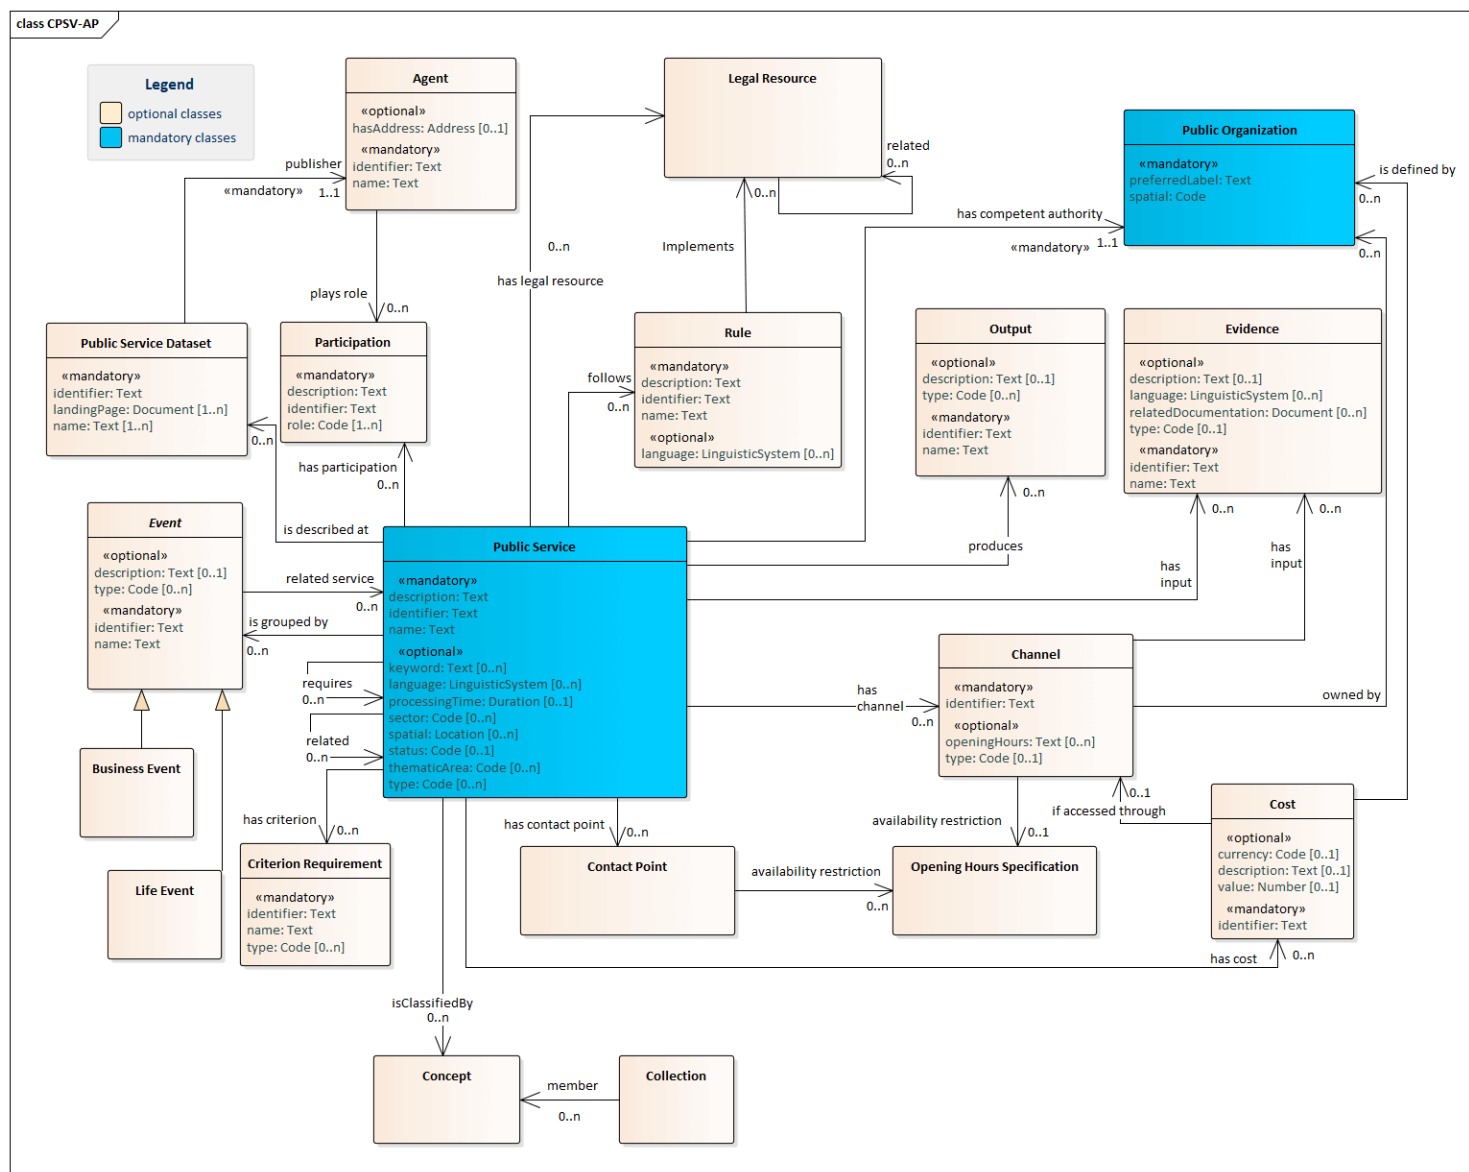 class CPSV-AP
Legend
optional classes
mandatory classes
Agent
«optional»
hasAddress: Address [0..1]
«mandatory»
identifier: Text
name: Text
publisher
«mandatory»
1..1
plays role
0..n
Legal Resource
related
0..n
0..n
Implements
0..n
has legal resource
Public Organization
«mandatory»
preferredLabel: Text
spatial: Code
is defined by
0..n
0..n
has competent authority
«mandatory»
1..1
Public Service Dataset
«mandatory»
identifier: Text
landingPage: Document [1..n]
name: Text [1..n]
0..n
is described at
Participation
«mandatory»
description: Text
identifier: Text
role: Code [1..n]
has participation
0..n
follows
0..n
Rule
«mandatory»
description: Text
identifier: Text
name: Text
«optional»
language: LinguisticSystem [0..n]
Output
«optional»
description: Text [0..1]
type: Code [0..n]
«mandatory»
identifier: Text
name: Text
0..n
produces
Evidence
«optional»
description: Text [0..1]
language: LinguisticSystem [0..n]
relatedDocumentation: Document [0..n]
type: Code [0..1]
«mandatory»
identifier: Text
name: Text
0..n
0..n
has
input
has
input
Event
«optional»
description: Text [0..1]
type: Code [0..n]
«mandatory»
identifier: Text
name: Text
related service
0..n
is grouped by
0..n
requires
0..n
related
0..n
Public Service
«mandatory»
description: Text
identifier: Text
name: Text
«optional»
keyword: Text [0..n]
language: LinguisticSystem [0..n]
processingTime: Duration [0..1]
sector: Code [0..n]
spatial: Location [0..n]
status: Code [0..1]
thematicArea: Code [0..n]
type: Code [0..n]
has
channel
0..n
Channel
«mandatory»
identifier: Text
«optional»
openingHours: Text [0..n]
type: Code [0..1]
owned by
Business Event
Life Event
has criterion
0..n
Criterion Requirement
«mandatory»
identifier: Text
name: Text
type: Code [0..n]
has contact point
0..n
Contact Point
availability restriction
0..n
availability restriction
0..1
Opening Hours Specification
0..1
if accessed through
Cost
«optional»
currency: Code [0..1]
description: Text [0..1]
value: Number [0..1]
«mandatory»
identifier: Text
has cost
0..n
isClassifiedBy
0..n
Concept
member
0..n
Collection